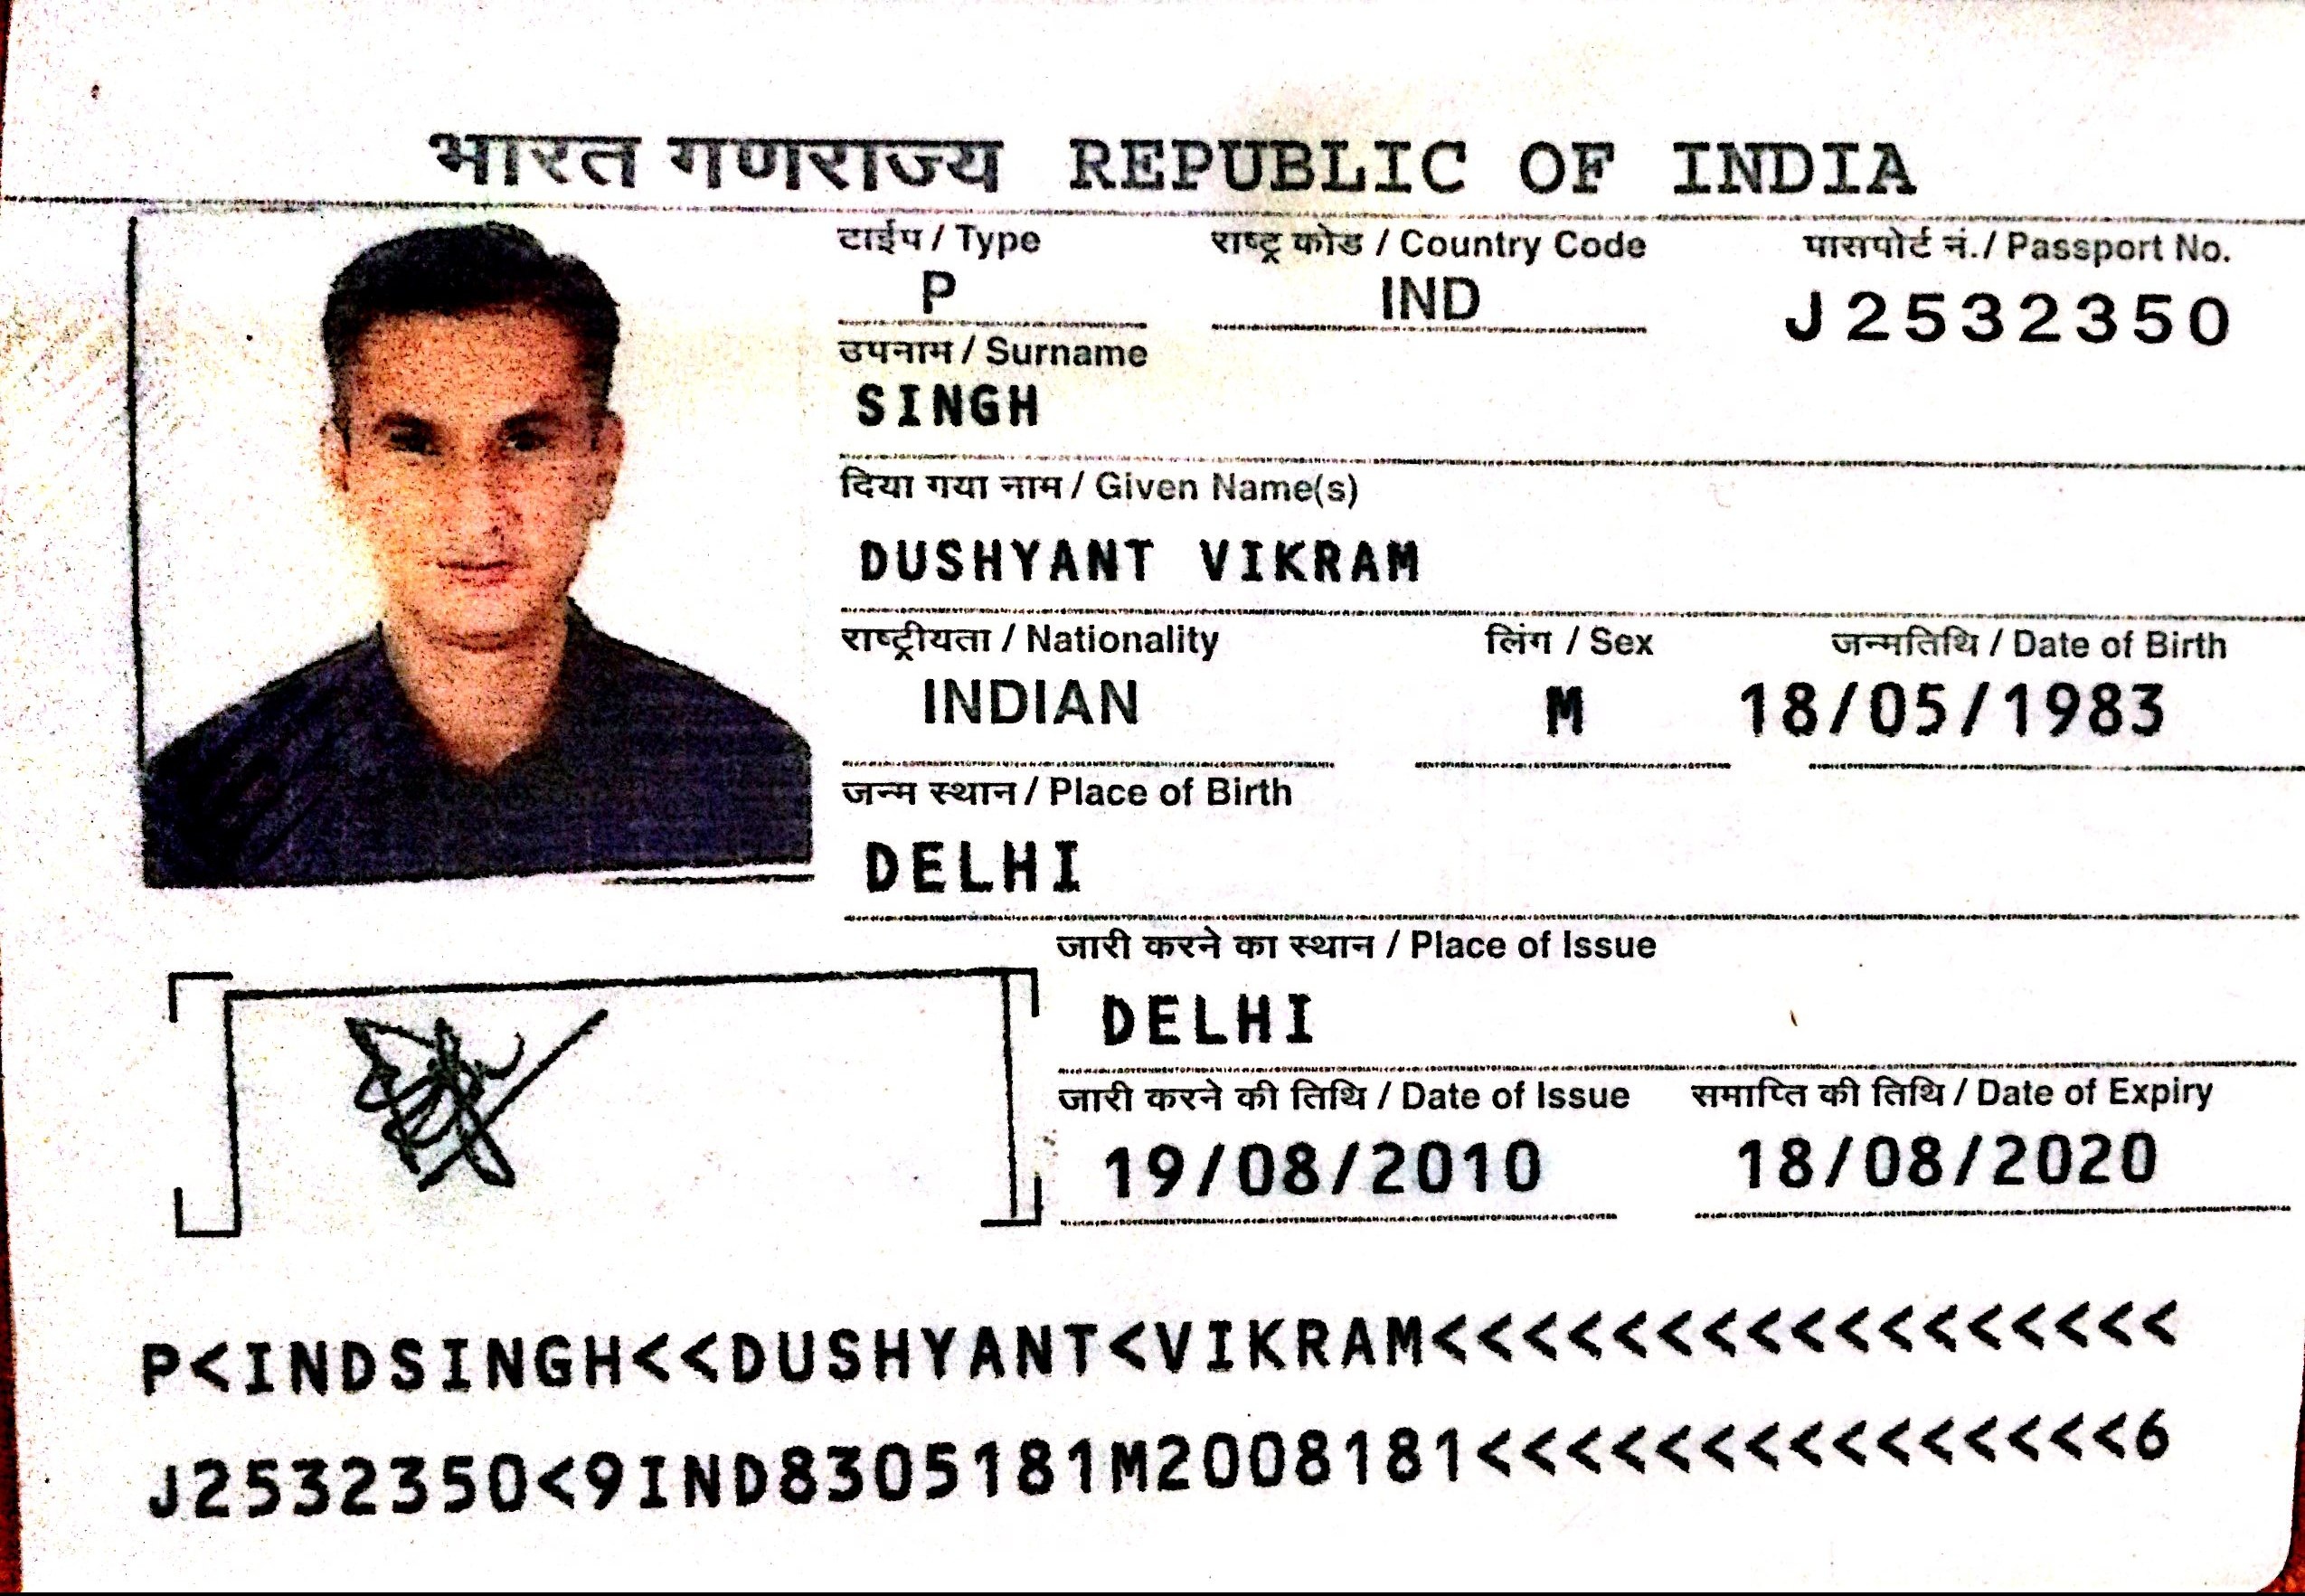 भारत गणराज्य REPUBLIC OF INDIA
टाईप / Type राष्ट्र कोड / Country Code पासपोर्ट नं. / Passport No.
P IND J2532350
उपनाम / Surname
SINGH
दिया गया नाम / Given Name(s)
DUSHYANT VIKRAM
राष्ट्रीयता / Nationality लिंग / Sex जन्मतिथि / Date of Birth
INDIAN M 18/05/1983
जन्म स्थान / Place of Birth
DELHI
जारी करने का स्थान / Place of Issue
DELHI
जारी करने की तिथि / Date of Issue समाप्ति की तिथि / Date of Expiry
19/08/2010 18/08/2020
P<INDSINGH<<DUSHYANT<VIKRAM<<<<<<<<<<<<<<<<<
J2532350<9IND8305181M2008181<<<<<<<<<<<<<<<6